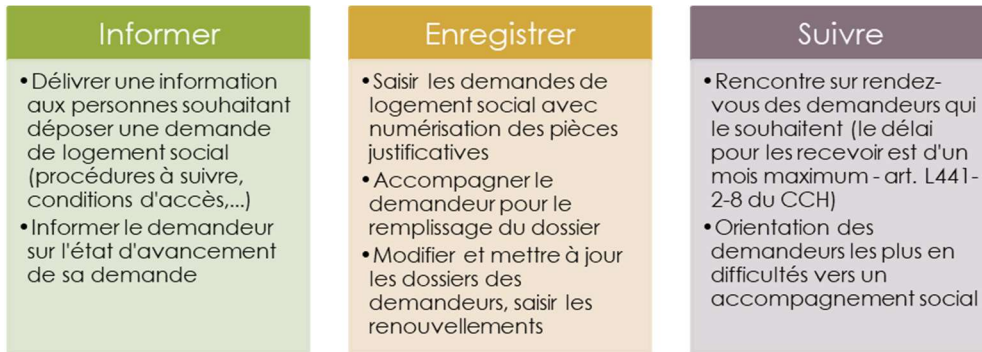 Informer
• Délivrer une information
aux personnes souhaitant
déposer une demande
de logement social
(procédures à suivre,
conditions d'accès,...)
• Informer le demandeur
sur l'état d'avancement
de sa demande
Enregistrer
• Saisir les demandes de
logement social avec
numérisation des pièces
justificatives
• Accompagner le
demandeur pour le
remplissage du dossier
• Modifier et mettre à jour
les dossiers des
demandeurs, saisir les
renouvellements
Suivre
• Rencontre sur rendez-
vous des demandeurs qui
le souhaitent (le délai
pour les recevoir est d'un
mois maximum - art. L441-
2-8 du CCH)
• Orientation des
demandeurs les plus en
difficultés vers un
accompagnement social